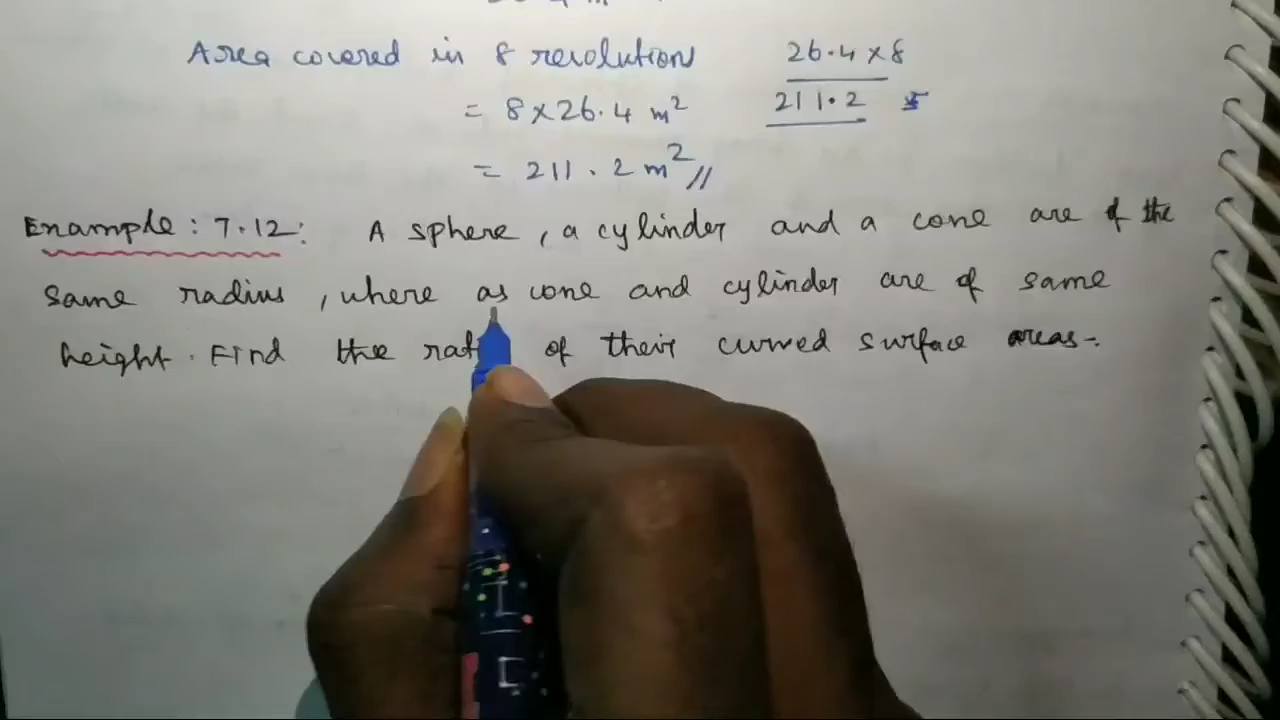 Area covered in 8 revolution
26.4 × 8
= 8 × 26.4 m²
211.2
= 211.2 m² //
Example: 7.12: A sphere, a cylinder and a cone are of the
same radius, where as cone and cylinder are of same
height. Find the of their curved surface areas.